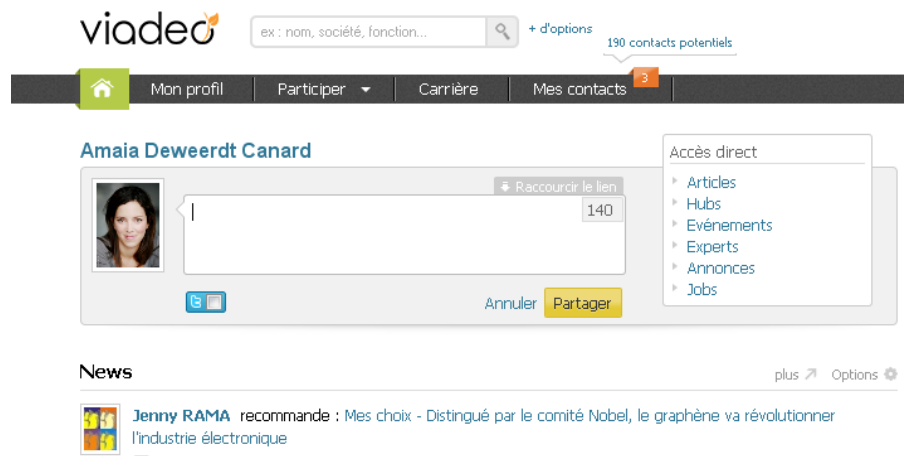 viadeo
ex : nom, société, fonction...
+ d'options
190 contacts potentiels
3
Mon profil
Participer
Carrière
Mes contacts
Amaia Deweerdt Canard
Accès direct
Raccourcir le lien
140
Articles
Hubs
Evénements
Experts
Annonces
Jobs
Annuler
Partager
News
plus
Options
Jenny RAMA recommande : Mes choix - Distingué par le comité Nobel, le graphène va révolutionner
l'industrie électronique